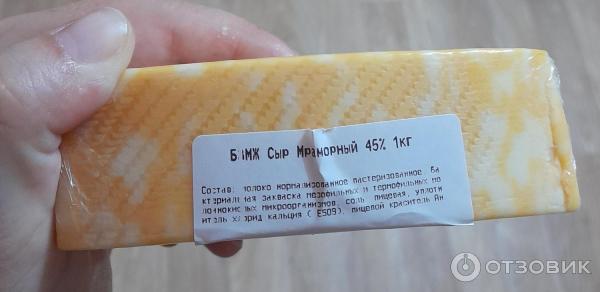 БЗМЖ Сыр Мраморный 45% 1кг
Состав: молоко нормализованное пастеризованное, ба
ктериальная закваска мезофильных и термофильных мо
лочнокислых микроорганизмов, соль пищевая, уплотн
итель хлорид кальция ( E509), пищевой краситель Ан
ОТЗОВИК